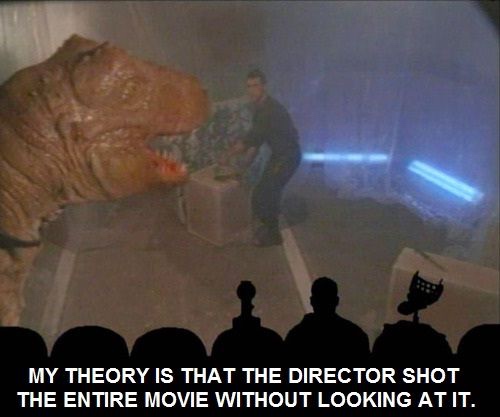 MY THEORY IS THAT THE DIRECTOR SHOT
THE ENTIRE MOVIE WITHOUT LOOKING AT IT.